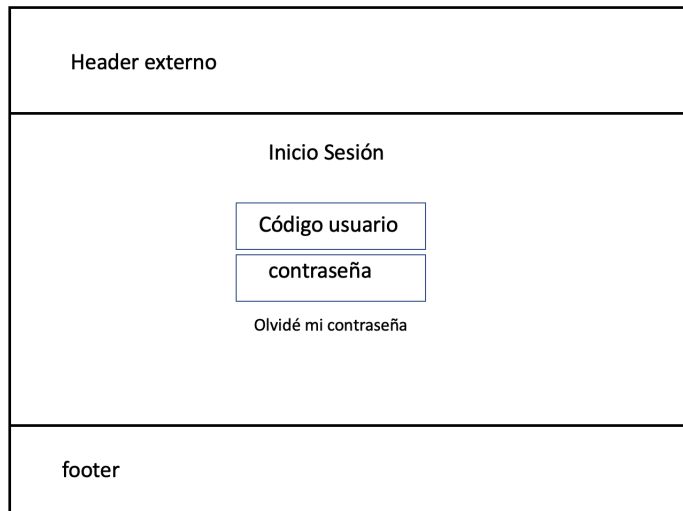 Header externo
Inicio Sesión
Código usuario
contraseña
Olvidé mi contraseña
footer